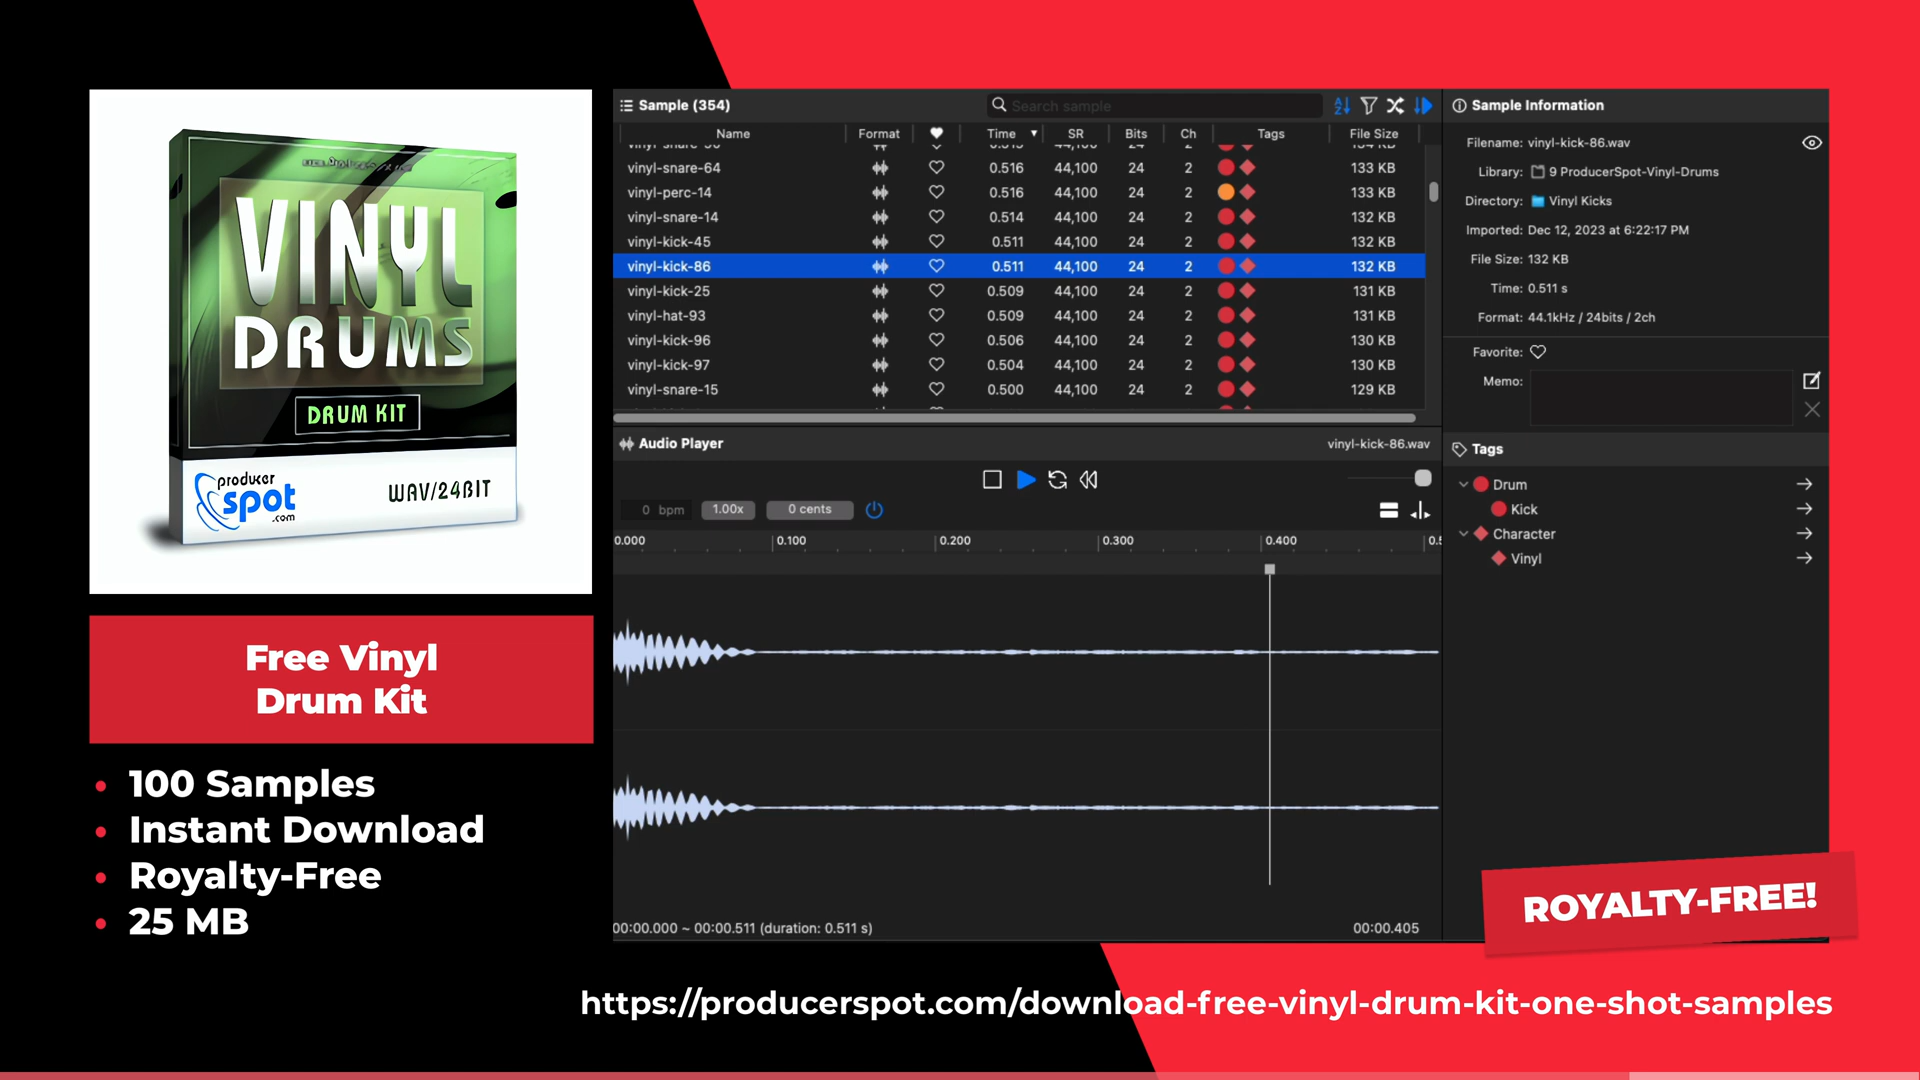 VINYL
DRUMS
DRUM KIT
producer
spot
.com
WAV/24BIT
Free Vinyl
Drum Kit
• 100 Samples
• Instant Download
• Royalty-Free
• 25 MB
Sample (354)
Search sample
Name Format Time SR Bits Ch Tags File Size
vinyl-snare-64 0.516 44,100 24 2 133 KB
vinyl-perc-14 0.516 44,100 24 2 133 KB
vinyl-snare-14 0.514 44,100 24 2 132 KB
vinyl-kick-45 0.511 44,100 24 2 132 KB
vinyl-kick-86 0.511 44,100 24 2 132 KB
vinyl-kick-25 0.509 44,100 24 2 131 KB
vinyl-hat-93 0.509 44,100 24 2 131 KB
vinyl-kick-96 0.506 44,100 24 2 130 KB
vinyl-kick-97 0.504 44,100 24 2 130 KB
vinyl-snare-15 0.500 44,100 24 2 129 KB
Audio Player vinyl-kick-86.wav
0 bpm 1.00x 0 cents
0.000 0.100 0.200 0.300 0.400
00:00.000 ~ 00:00.511 (duration: 0.511 s) 00:00.405
Sample Information
Filename: vinyl-kick-86.wav
Library: 9 ProducerSpot-Vinyl-Drums
Directory: Vinyl Kicks
Imported: Dec 12, 2023 at 6:22:17 PM
File Size: 132 KB
Time: 0.511 s
Format: 44.1kHz / 24bits / 2ch
Favorite:
Memo:
Tags
Drum
Kick
Character
Vinyl
ROYALTY-FREE!
https://producerspot.com/download-free-vinyl-drum-kit-one-shot-samples